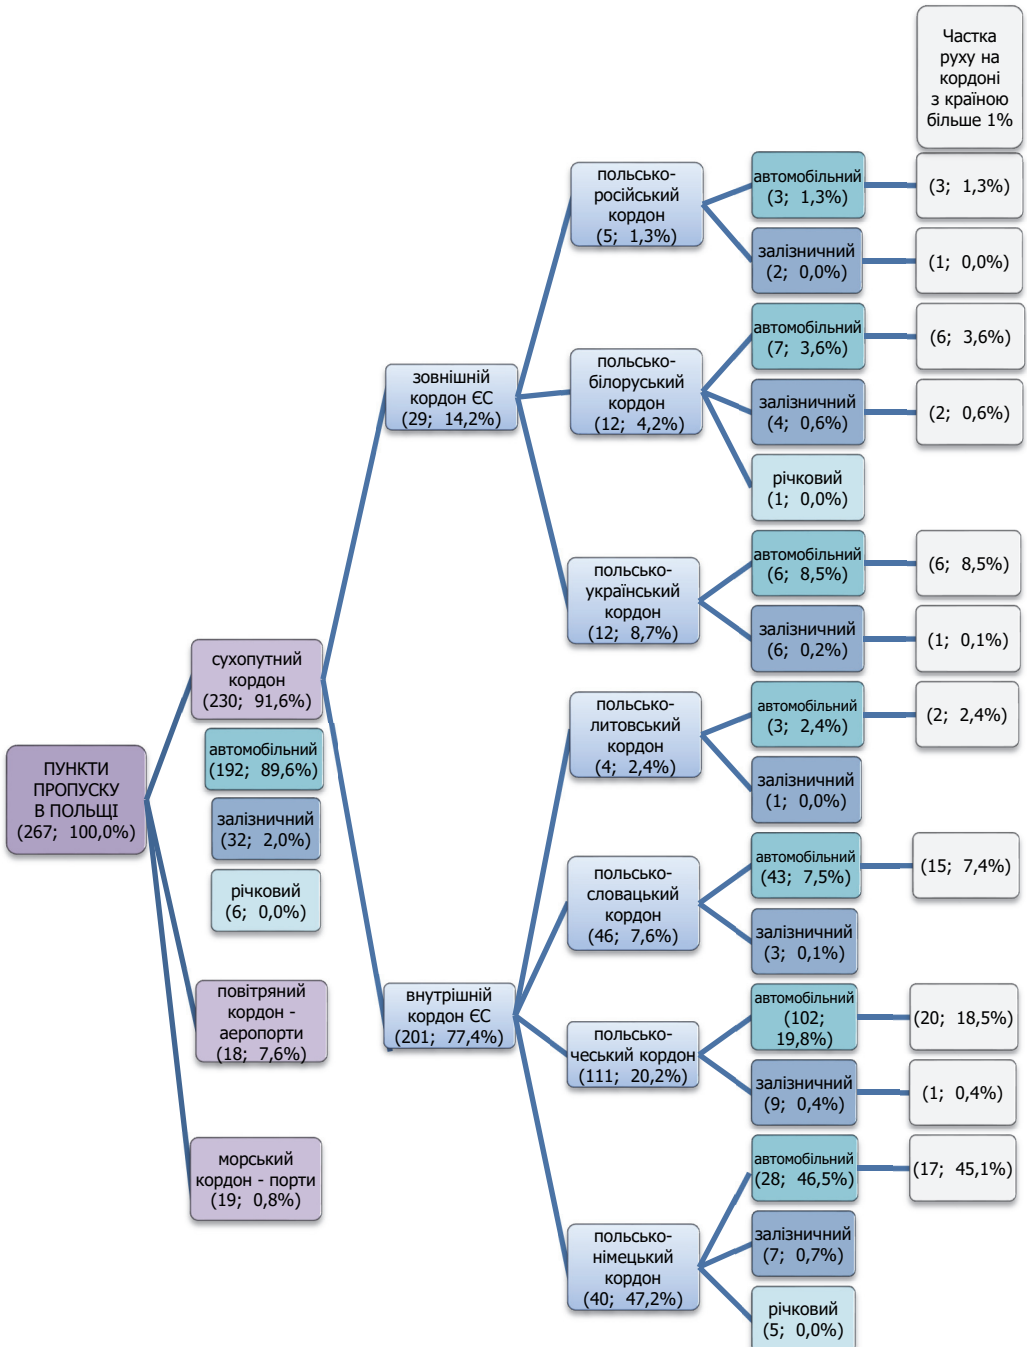 Частка
руху на
кордоні
з країною
більше 1%
польсько-
російський
кордон
(5; 1,3%)
автомобільний
(3; 1,3%)
(3; 1,3%)
залізничний
(2; 0,0%)
(1; 0,0%)
зовнішній
кордон ЄС
(29; 14,2%)
польсько-
білоруський
кордон
(12; 4,2%)
автомобільний
(7; 3,6%)
(6; 3,6%)
залізничний
(4; 0,6%)
(2; 0,6%)
річковий
(1; 0,0%)
польсько-
український
кордон
(12; 8,7%)
автомобільний
(6; 8,5%)
(6; 8,5%)
залізничний
(6; 0,2%)
(1; 0,1%)
сухопутний
кордон
(230; 91,6%)
автомобільний
(192; 89,6%)
залізничний
(32; 2,0%)
річковий
(6; 0,0%)
ПУНКТИ
ПРОПУСКУ
В ПОЛЬЩІ
(267; 100,0%)
польсько-
литовський
кордон
(4; 2,4%)
автомобільний
(3; 2,4%)
(2; 2,4%)
залізничний
(1; 0,0%)
польсько-
словацький
кордон
(46; 7,6%)
автомобільний
(43; 7,5%)
(15; 7,4%)
залізничний
(3; 0,1%)
повітряний
кордон -
аеропорти
(18; 7,6%)
внутрішній
кордон ЄС
(201; 77,4%)
польсько-
чеський кордон
(111; 20,2%)
автомобільний
(102;
19,8%)
(20; 18,5%)
залізничний
(9; 0,4%)
(1; 0,4%)
морський
кордон - порти
(19; 0,8%)
польсько-
німецький
кордон
(40; 47,2%)
автомобільний
(28; 46,5%)
(17; 45,1%)
залізничний
(7; 0,7%)
річковий
(5; 0,0%)